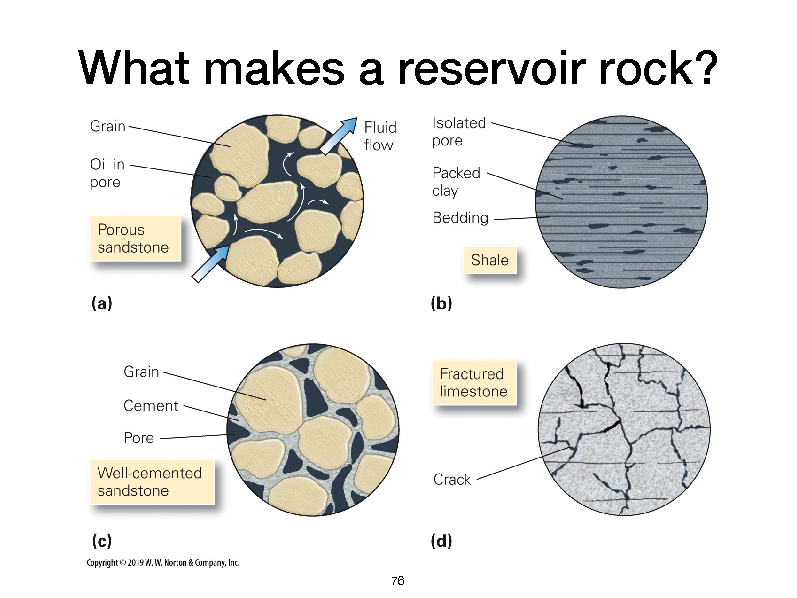 What makes a reservoir rock?
Grain
Oi in
pore
Porous
sandstone
Fluid
flow
(a)
Isolated
pore
Packed
clay
Bedding
Shale
(b)
Grain
Cement
Pore
Well-cemented
sandstone
(c)
Fractured
limestone
Crack
(d)
Copyright © 2019 W. W. Norton & Company, Inc.
76